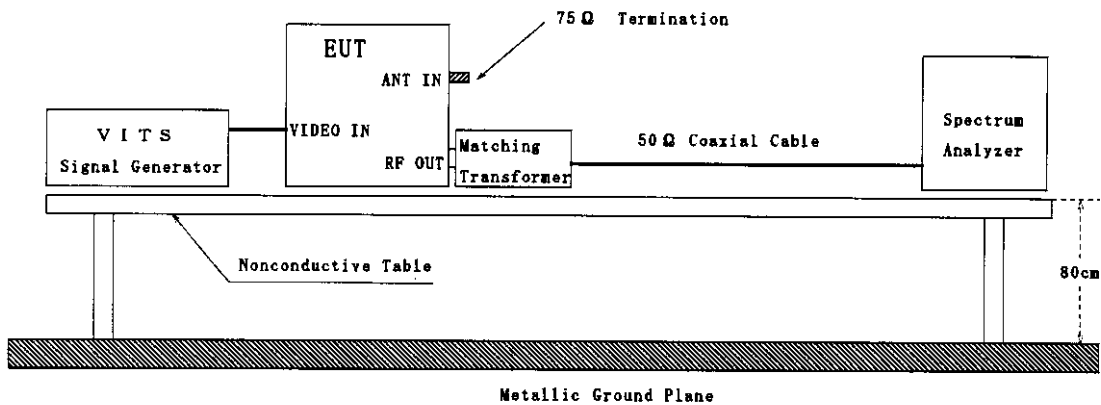 75Ω Termination
EUT
ANT IN
VITS
Signal Generator
VIDEO IN
RF OUT
Matching
Transformer
50Ω Coaxial Cable
Spectrum
Analyzer
Nonconductive Table
80cm
Metallic Ground Plane